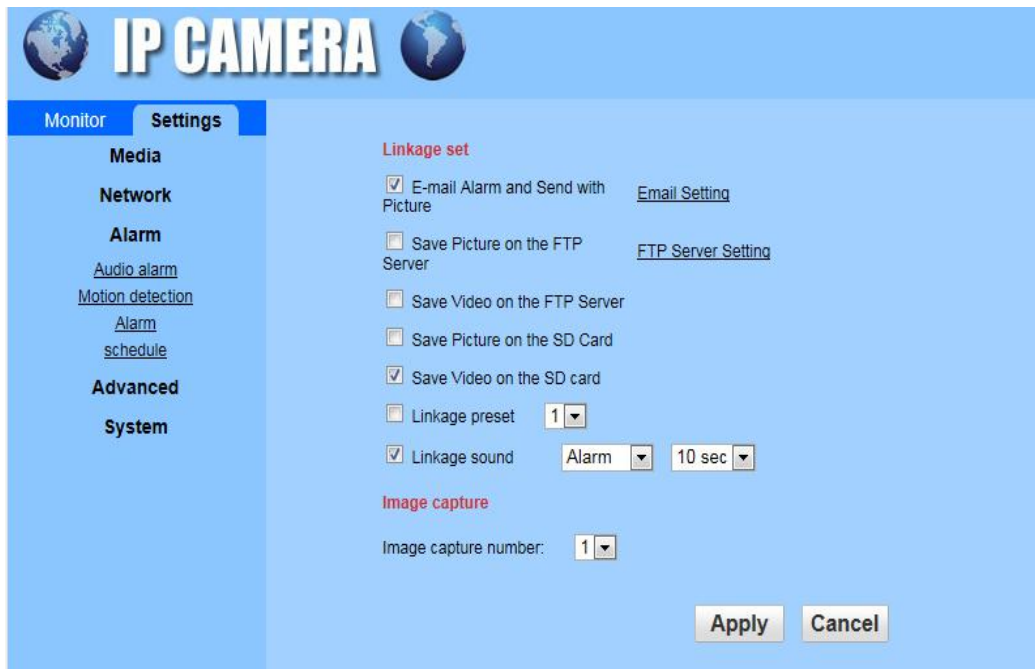 IP CAMERA
Monitor Settings
Media
Network
Alarm
Audio alarm
Motion detection
Alarm
schedule
Advanced
System
Linkage set
E-mail Alarm and Send with
Picture
Email Setting
Save Picture on the FTP
Server
FTP Server Setting
Save Video on the FTP Server
Save Picture on the SD Card
Save Video on the SD card
Linkage preset 1
Linkage sound Alarm 10 sec
Image capture
Image capture number: 1
Apply Cancel